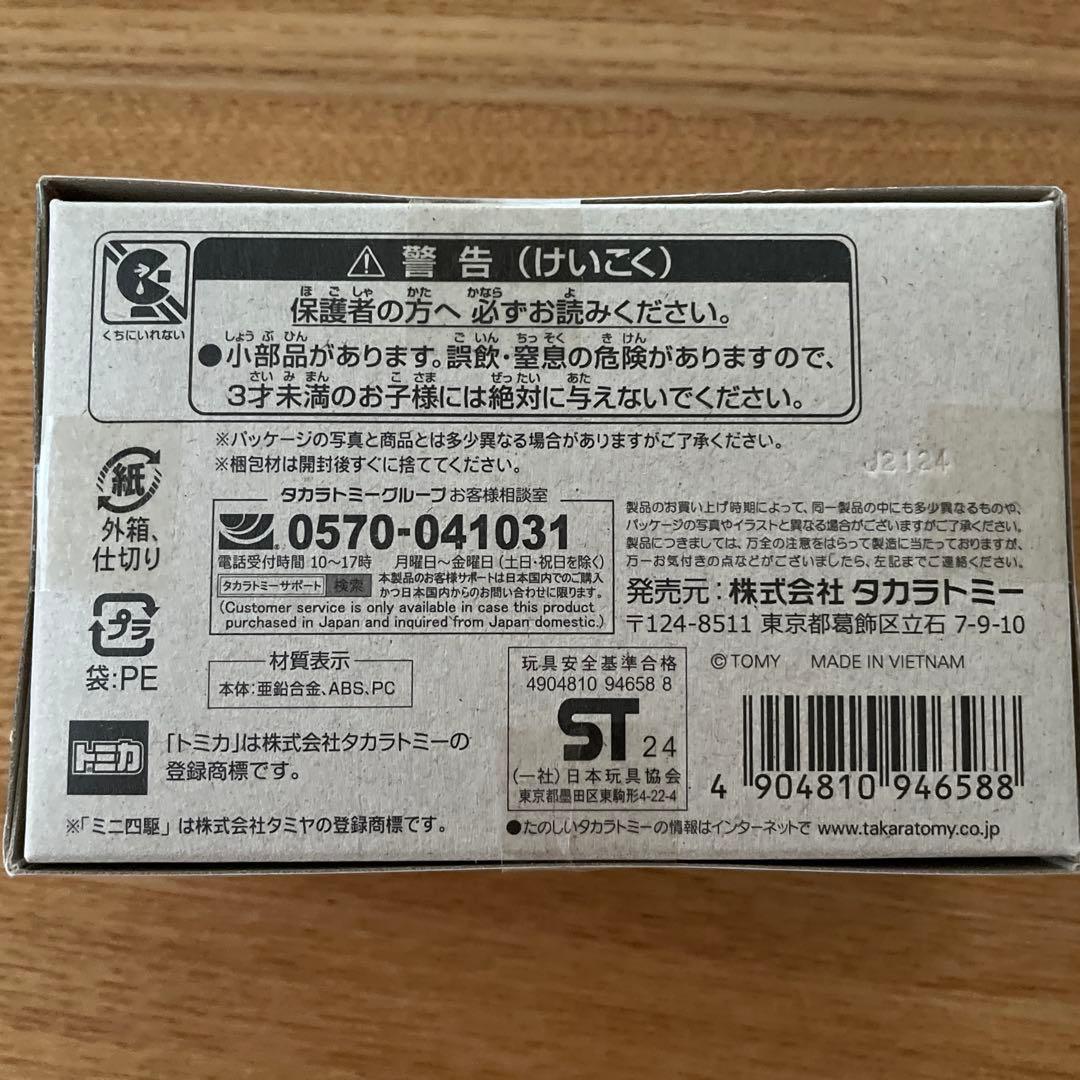 ⚠ 警告 (けいこく)
くちにいれない
ほごしゃ かた かなら よ
保護者の方へ 必ずお読みください。
しょうぶひん ごいん ちっそく きけん
●小部品があります。誤飲・窒息の危険がありますので、
さいみまん こさま ぜったい あた
3才未満のお子様には絶対に与えないでください。
※パッケージの写真と商品とは多少異なる場合がありますがご了承ください。
※梱包材は開封後すぐに捨ててください。
J2124
紙
外箱、
仕切り
プラ
袋:PE
タカラトミーグループ お客様相談室
0570-041031
電話受付時間 10〜17時 月曜日〜金曜日 (土日・祝日を除く)
タカラトミーサポート 検索
本製品のお客様サポートは日本国内でのご購入
かつ日本国内からのお問い合わせに限ります。
(Customer service is only available in case this product
purchased in Japan and inquired from Japan domestic.)
製品のお買い上げ時期によって、同一製品の中にも多少異なるものや、
パッケージの写真やイラストと異なる場合がございますがご了承ください。
製品につきましては、万全の注意をはらって製造に当たっておりますが、
万一お気付きの点などがございましたら、左記までご連絡ください。
発売元:株式会社 タカラトミー
〒124-8511 東京都葛飾区立石 7-9-10
材質表示
本体:亜鉛合金、ABS、PC
トミカ
「トミカ」は株式会社タカラトミーの
登録商標です。
※「ミニ四駆」は株式会社タミヤの登録商標です。
玩具安全基準合格
4904810 94658 8
ST 24
(一社)日本玩具協会
東京都墨田区東駒形4-22-4
© TOMY MADE IN VIETNAM
4 904810 946588
●たのしいタカラトミーの情報はインターネットで www.takaratomy.co.jp